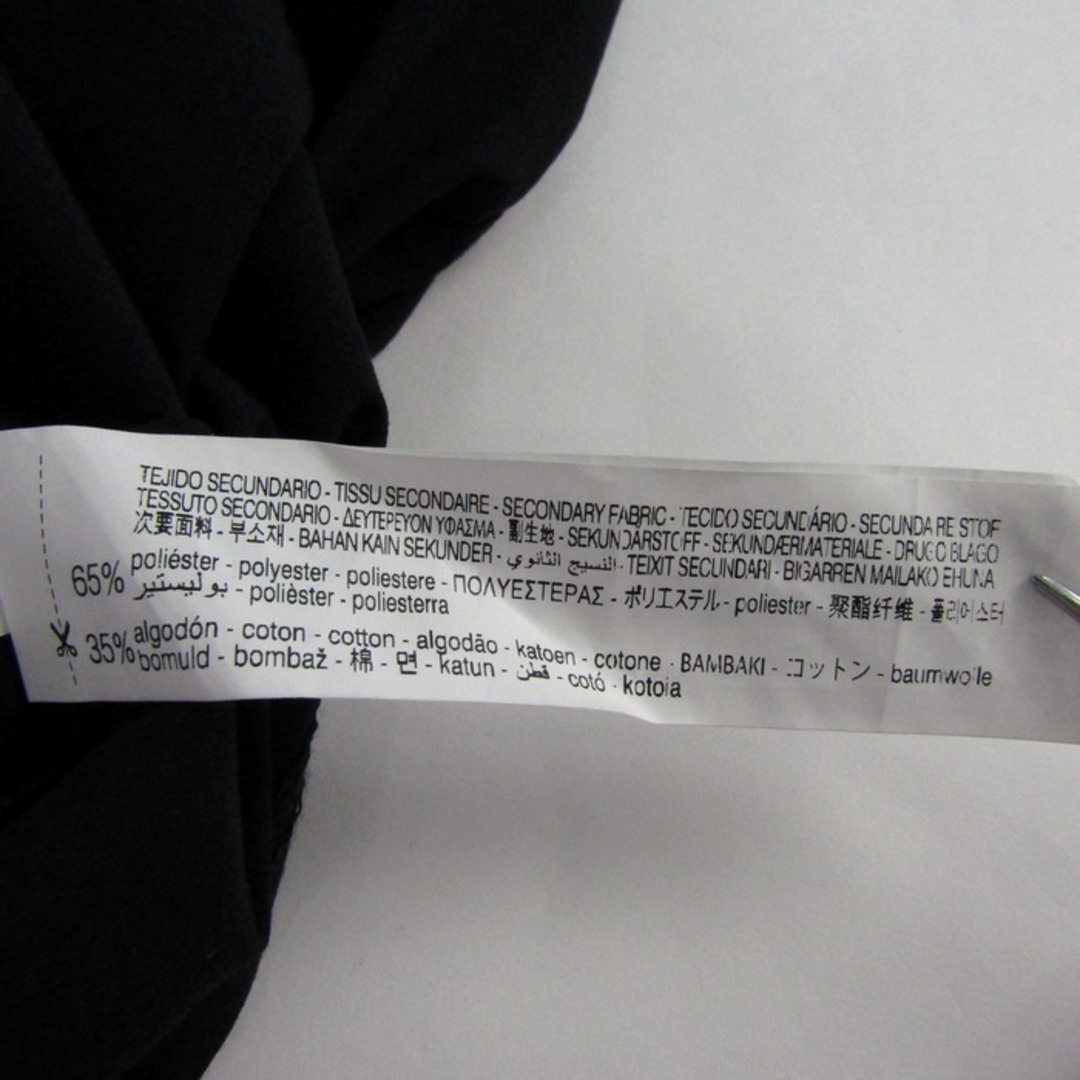 TEJIDO SECUNDARIO - TISSU SECONDAIRE - SECONDARY FABRIC - TECIDO SECUNDÁRIO - SECUNDAIRE STOF
TESSUTO SECONDARIO - ΔΕΥΤΕΡΕΥΟΝ ΥΦΑΣΜΑ - 副生地 - SEKUNDÄRSTOFF - SEKUNDÆRMATERIALE - DRUGO BLAGO
次要面料 - 부소재 - BAHAN KAIN SEKUNDER - النسيج الثانوي - TEIXIT SECUNDARI - BIGARREN MAILAKO EHUNA
65% poliéster - polyester - poliestere - ΠΟΛΥΕΣΤΕΡΑΣ - ポリエステル - poliester - 聚酯纤维 - 폴리에스터
بوليستير - polièster - poliesterra
35% algodón - coton - cotton - algodão - katoen - cotone - BAMBAKI - コットン - baumwolle
bomuld - bombaž - 棉 - 면 - katun - قطن - cotó - kotoia